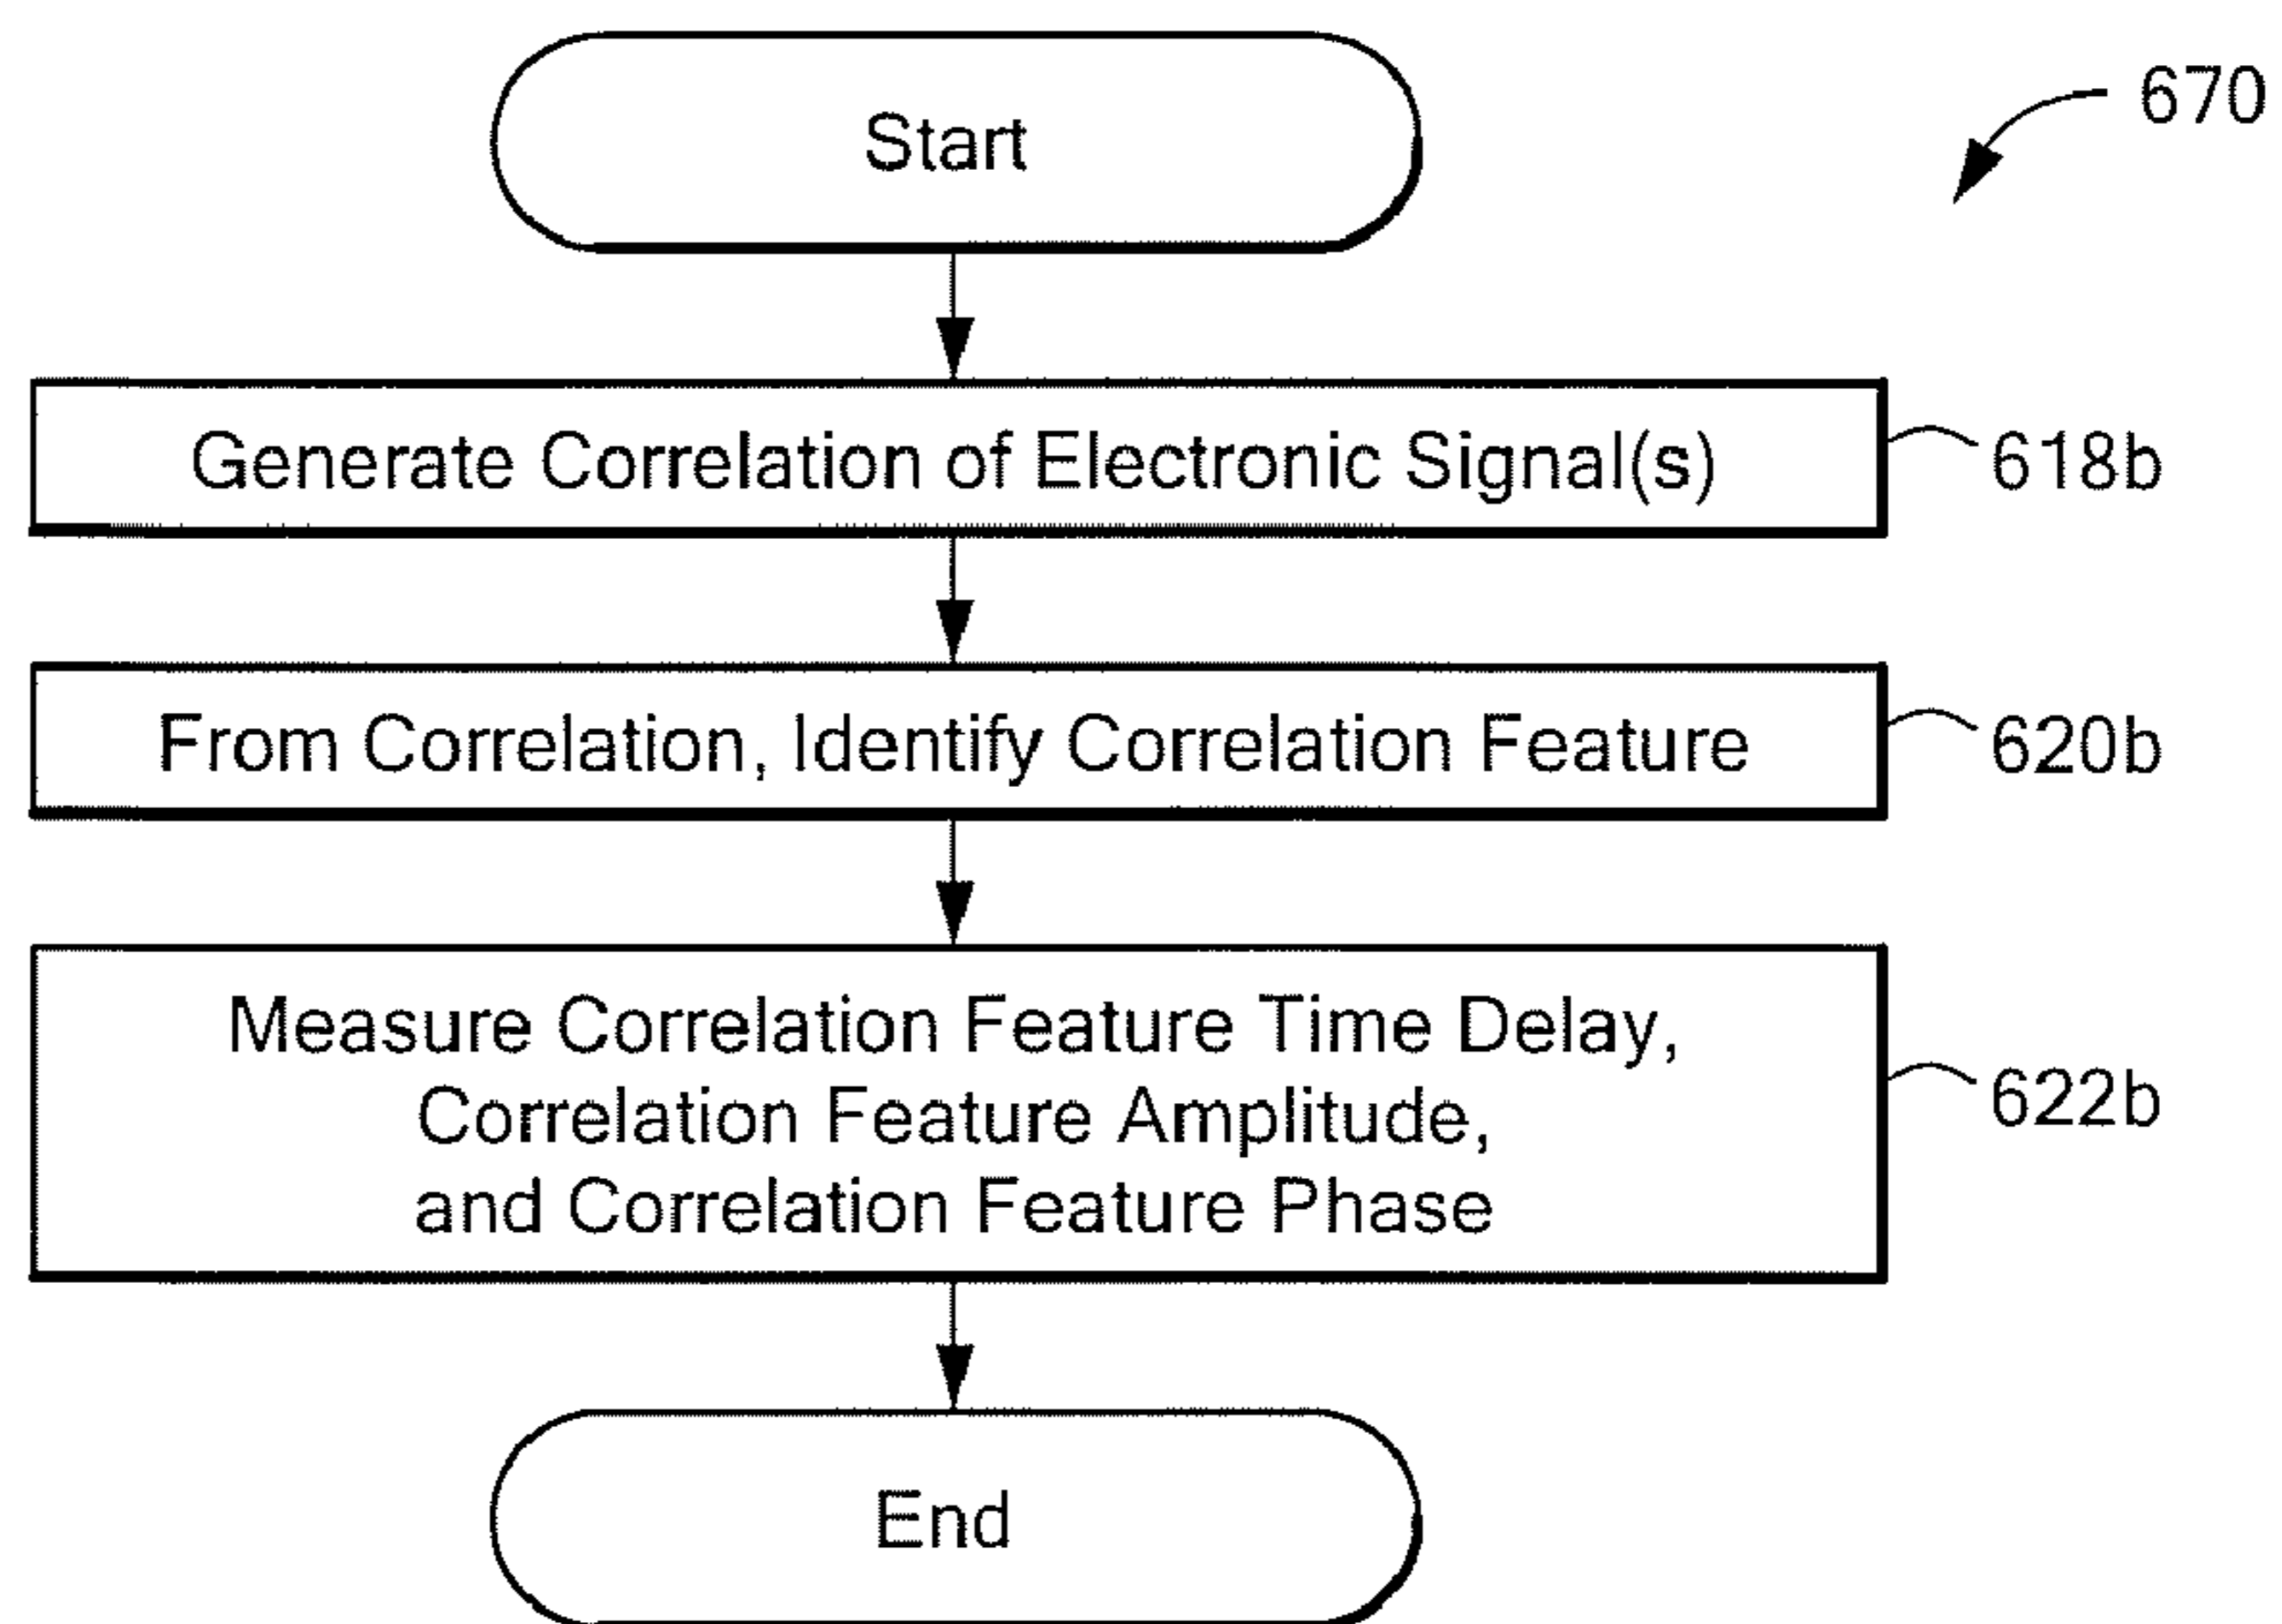 Start
670
Generate Correlation of Electronic Signal(s)
618b
From Correlation, Identify Correlation Feature
620b
Measure Correlation Feature Time Delay,
Correlation Feature Amplitude,
and Correlation Feature Phase
622b
End